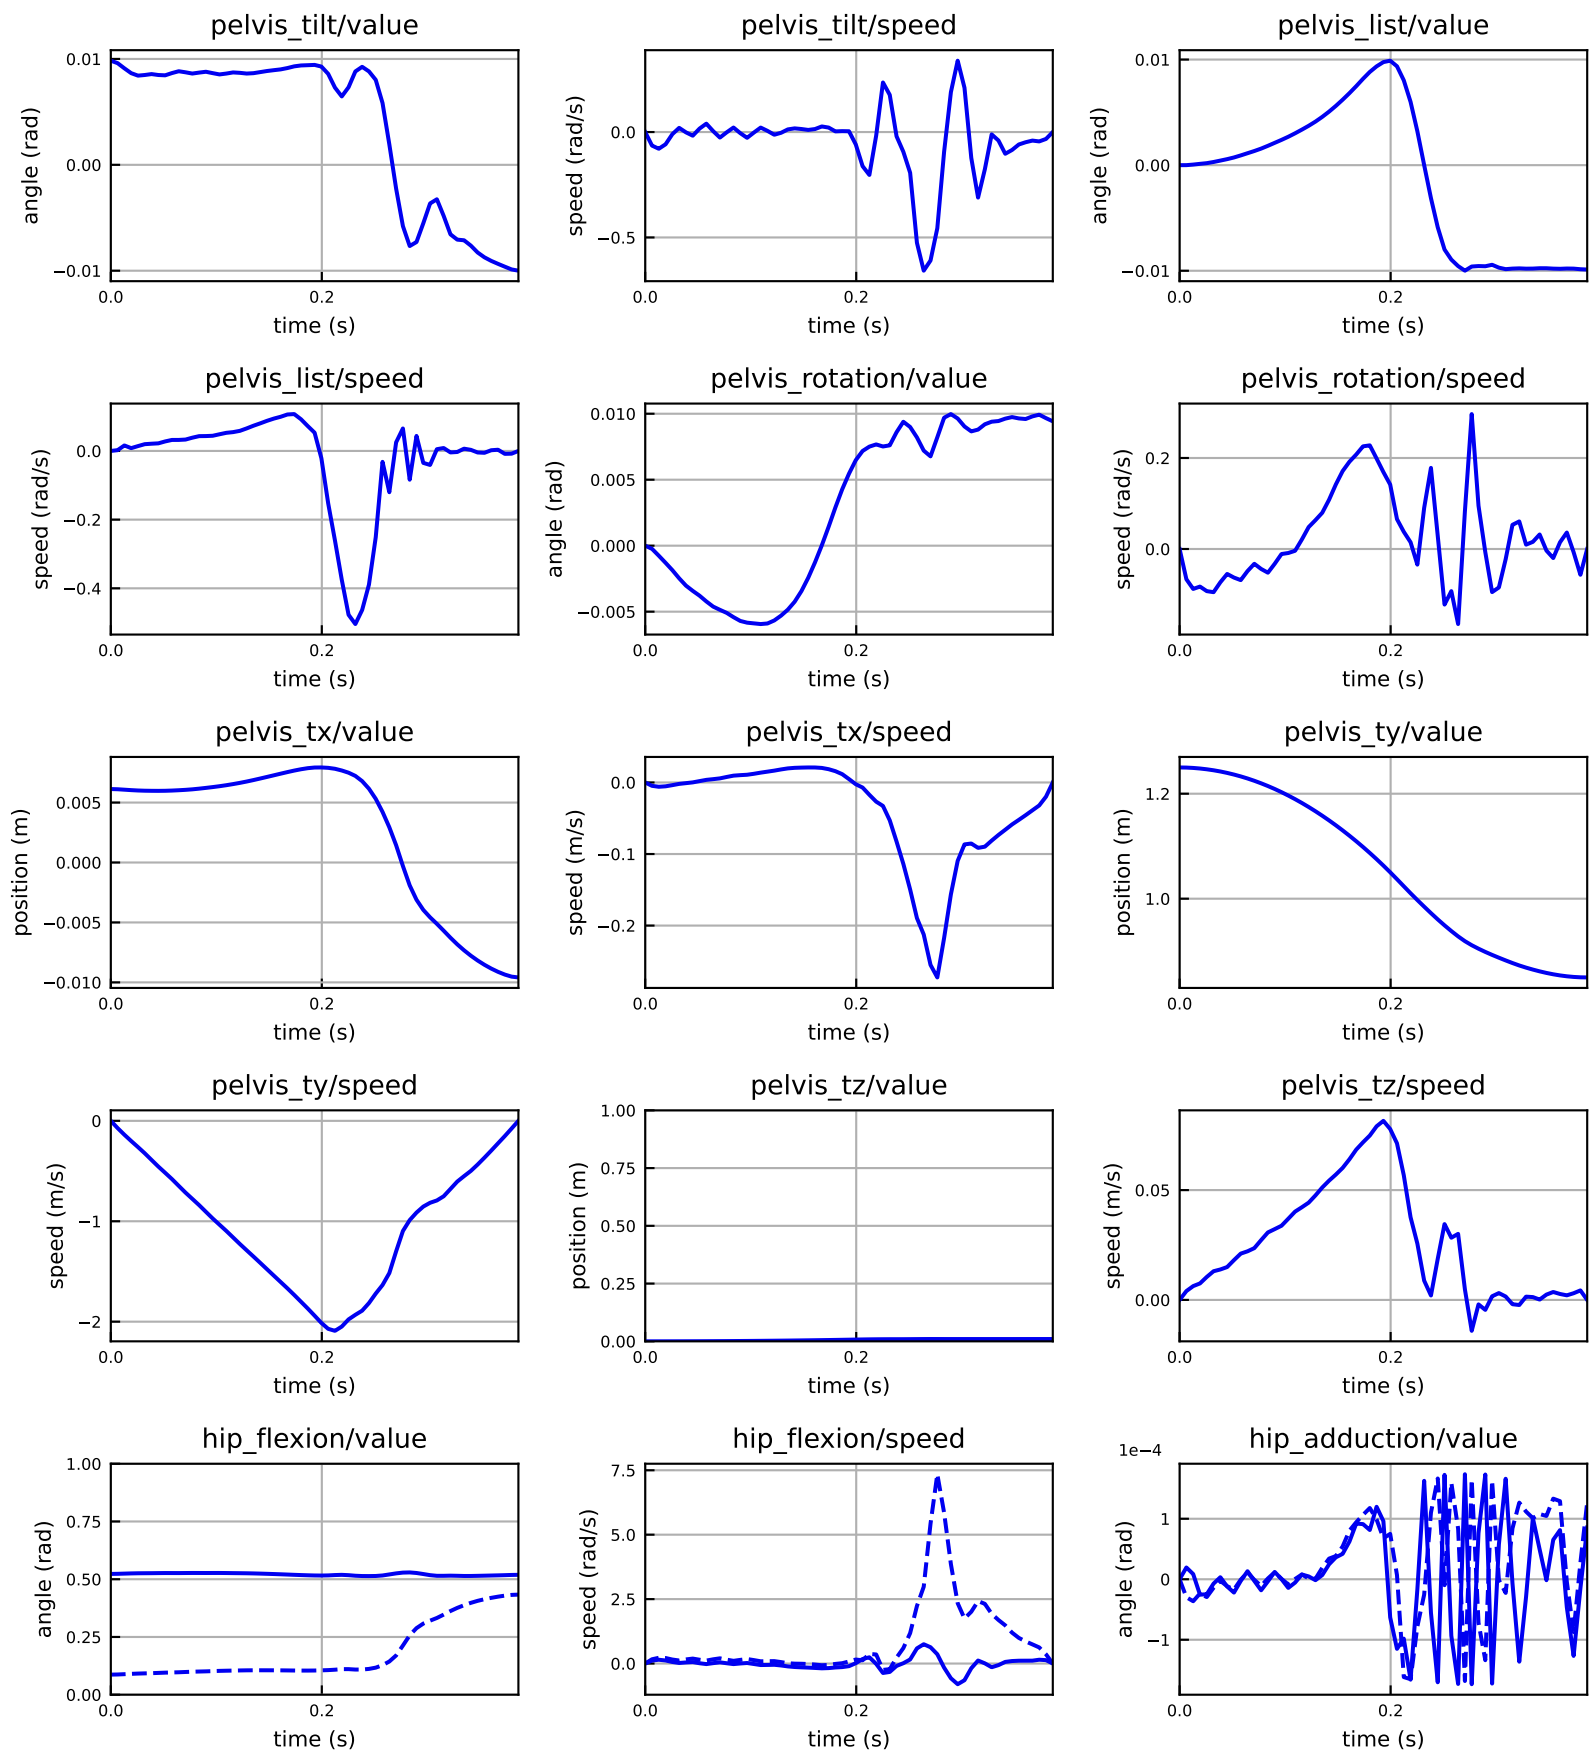 pelvis_tilt/value
0.01
0.00
−0.01
angle (rad)
0.0
0.2
time (s)
pelvis_tilt/speed
0.0
−0.5
speed (rad/s)
0.0
0.2
time (s)
pelvis_list/value
0.01
0.00
−0.01
angle (rad)
0.0
0.2
time (s)
pelvis_list/speed
0.0
−0.2
−0.4
speed (rad/s)
0.0
0.2
time (s)
pelvis_rotation/value
0.010
0.005
0.000
−0.005
angle (rad)
0.0
0.2
time (s)
pelvis_rotation/speed
0.2
0.0
speed (rad/s)
0.0
0.2
time (s)
pelvis_tx/value
0.005
0.000
−0.005
−0.010
position (m)
0.0
0.2
time (s)
pelvis_tx/speed
0.0
−0.1
−0.2
speed (m/s)
0.0
0.2
time (s)
pelvis_ty/value
1.2
1.0
position (m)
0.0
0.2
time (s)
pelvis_ty/speed
0
−1
−2
speed (m/s)
0.0
0.2
time (s)
pelvis_tz/value
1.00
0.75
0.50
0.25
0.00
position (m)
0.0
0.2
time (s)
pelvis_tz/speed
0.05
0.00
speed (m/s)
0.0
0.2
time (s)
hip_flexion/value
1.00
0.75
0.50
0.25
0.00
angle (rad)
0.0
0.2
time (s)
hip_flexion/speed
7.5
5.0
2.5
0.0
speed (rad/s)
0.0
0.2
time (s)
hip_adduction/value
1e−4
1
0
−1
angle (rad)
0.0
0.2
time (s)